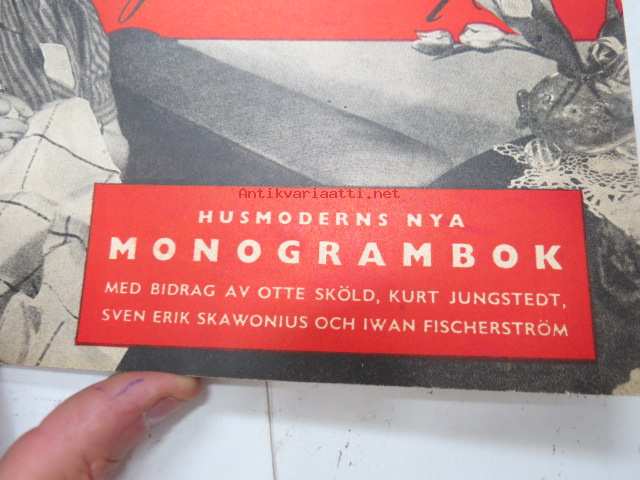 Antikvariaatti.net
HUSMODERNS NYA
MONOGRAMBOK
MED BIDRAG AV OTTE SKÖLD, KURT JUNGSTEDT,
SVEN ERIK SKAWONIUS OCH IWAN FISCHERSTRÖM